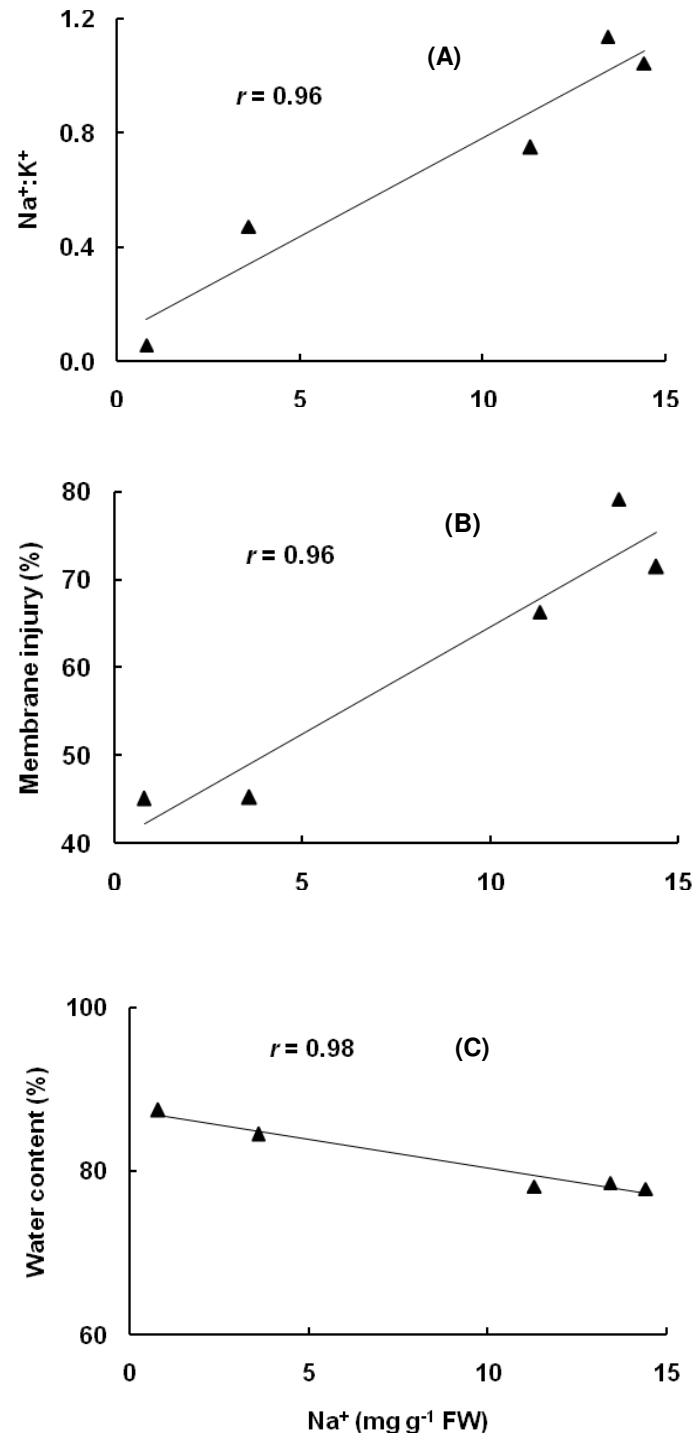 1.2
(A)
r = 0.96
0.8
Na⁺:K⁺
0.4
0.0
0 5 10 15
80
(B)
r = 0.96
70
Membrane injury (%)
60
50
40
0 5 10 15
100
r = 0.98 (C)
Water content (%)
80
60
0 5 10 15
Na⁺ (mg g⁻¹ FW)